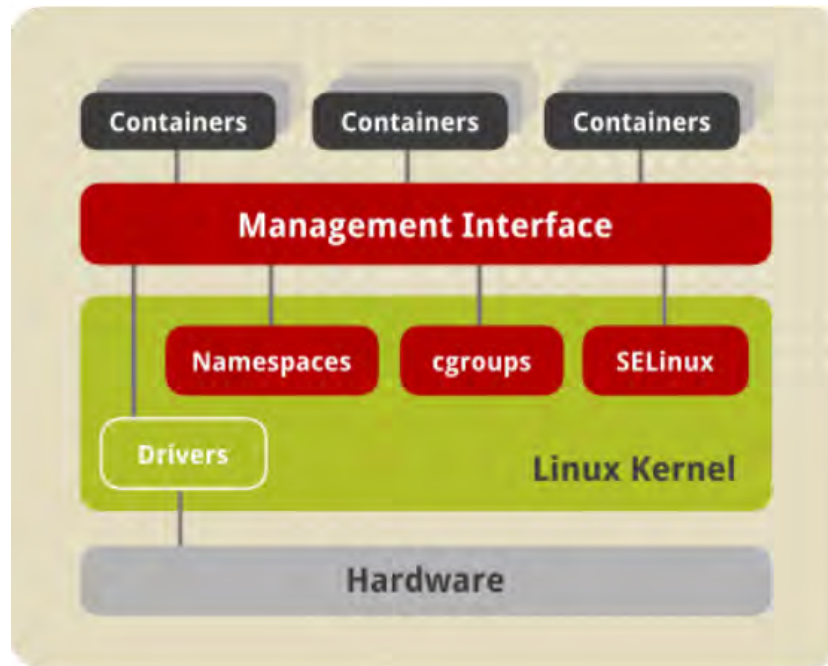 Containers
Containers
Containers
Management Interface
Namespaces
cgroups
SELinux
Drivers
Linux Kernel
Hardware